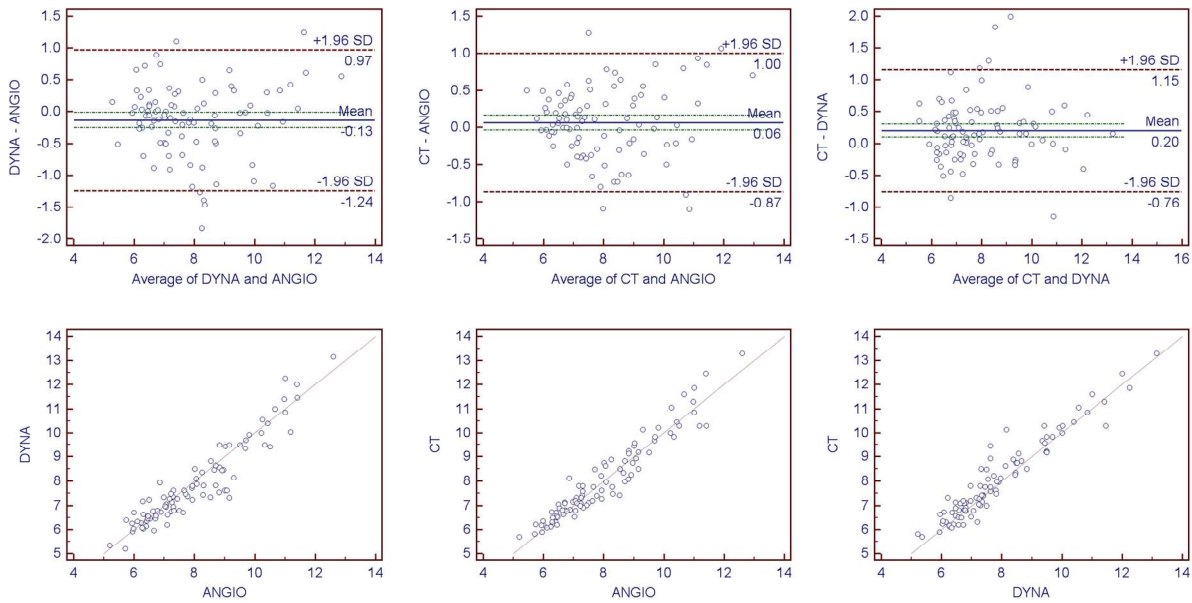 1.5
1.0
0.5
0.0
-0.5
-1.0
-1.5
-2.0
DYNA - ANGIO
+1.96 SD
0.97
Mean
-0.13
-1.96 SD
-1.24
4 6 8 10 12 14
Average of DYNA and ANGIO
1.5
1.0
0.5
0.0
-0.5
-1.0
-1.5
CT - ANGIO
+1.96 SD
1.00
Mean
0.06
-1.96 SD
-0.87
4 6 8 10 12 14
Average of CT and ANGIO
2.0
1.5
1.0
0.5
0.0
-0.5
-1.0
-1.5
CT - DYNA
+1.96 SD
1.15
Mean
0.20
-1.96 SD
-0.76
4 6 8 10 12 14 16
Average of CT and DYNA
14
13
12
11
10
9
8
7
6
5
DYNA
4 6 8 10 12 14
ANGIO
14
13
12
11
10
9
8
7
6
5
CT
4 6 8 10 12 14
ANGIO
14
13
12
11
10
9
8
7
6
5
CT
4 6 8 10 12 14
DYNA